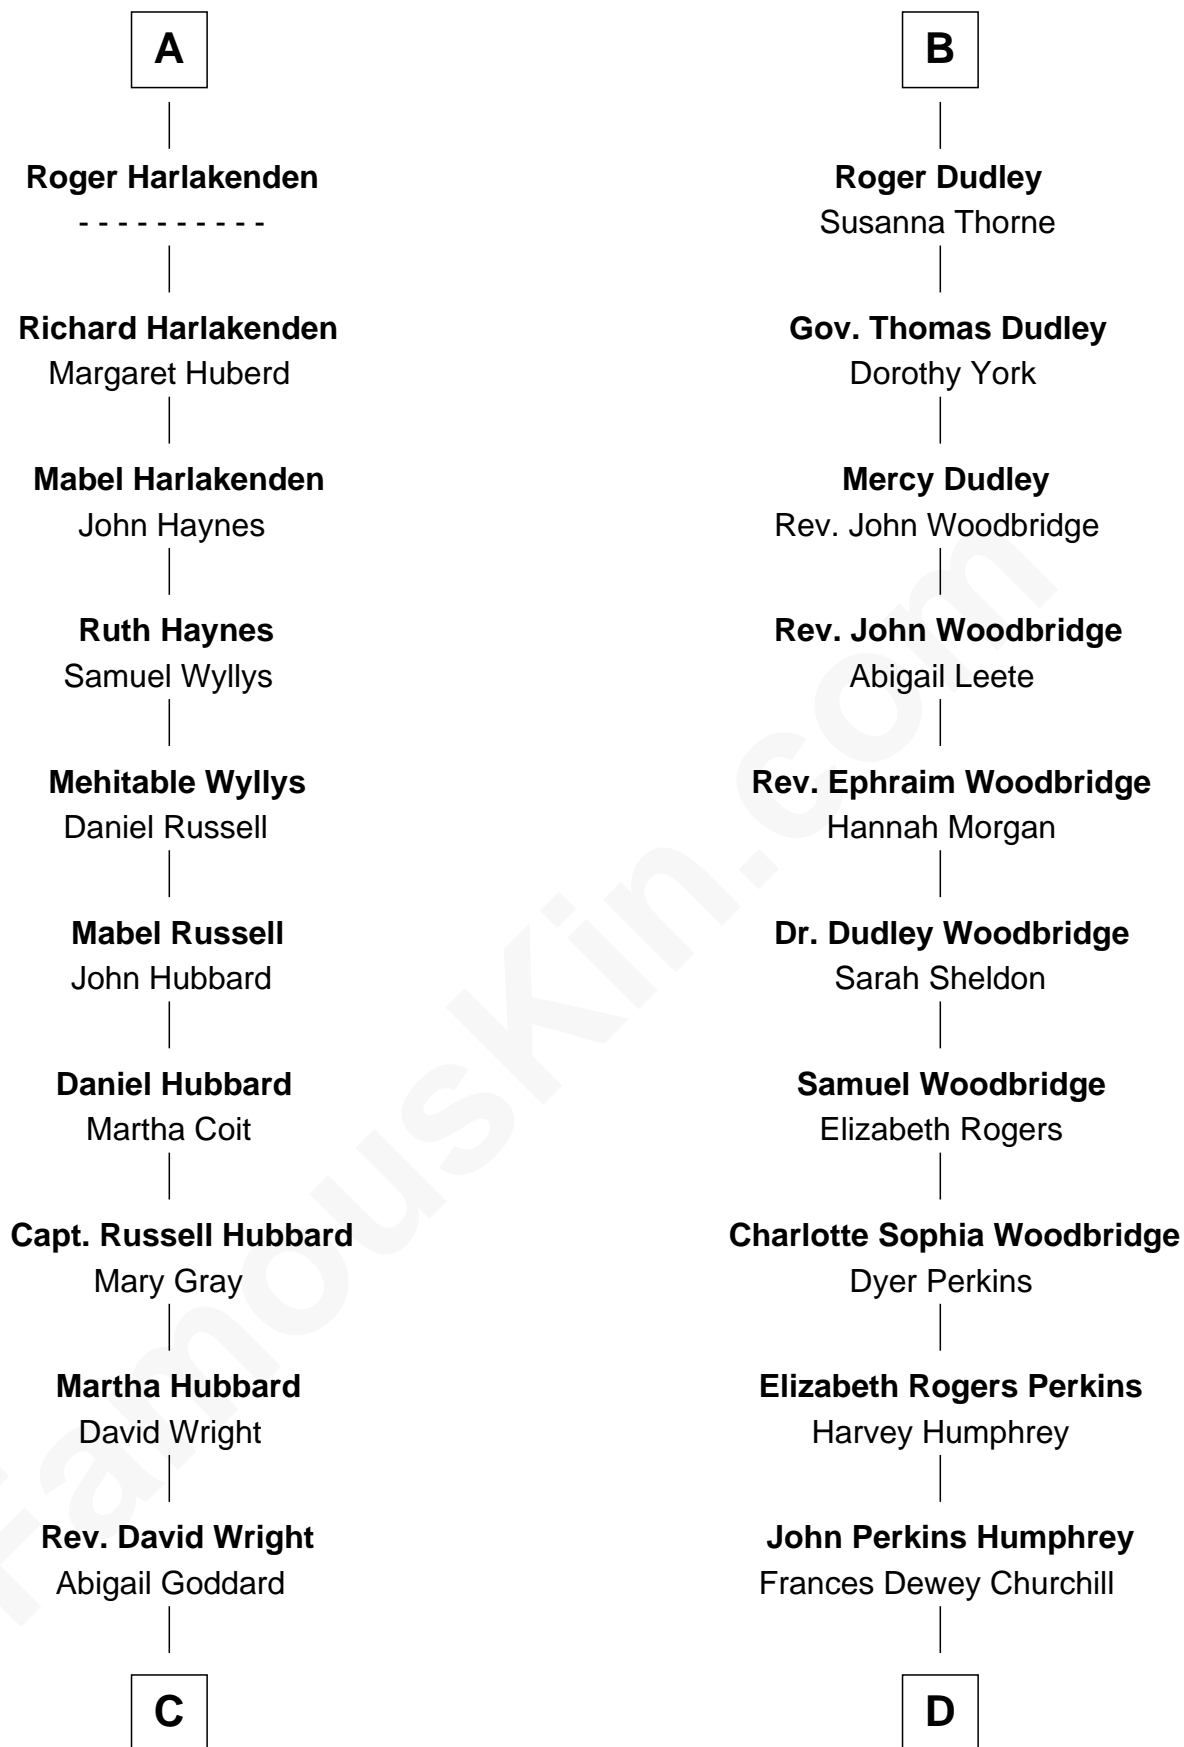 A
Roger Harlakenden
- - - - - - - - - -
Richard Harlakenden
Margaret Huberd
Mabel Harlakenden
John Haynes
Ruth Haynes
Samuel Wyllys
Mehitable Wyllys
Daniel Russell
Mabel Russell
John Hubbard
Daniel Hubbard
Martha Coit
Capt. Russell Hubbard
Mary Gray
Martha Hubbard
David Wright
Rev. David Wright
Abigail Goddard
C
B
Roger Dudley
Susanna Thorne
Gov. Thomas Dudley
Dorothy York
Mercy Dudley
Rev. John Woodbridge
Rev. John Woodbridge
Abigail Leete
Rev. Ephraim Woodbridge
Hannah Morgan
Dr. Dudley Woodbridge
Sarah Sheldon
Samuel Woodbridge
Elizabeth Rogers
Charlotte Sophia Woodbridge
Dyer Perkins
Elizabeth Rogers Perkins
Harvey Humphrey
John Perkins Humphrey
Frances Dewey Churchill
D
FamousKin.com